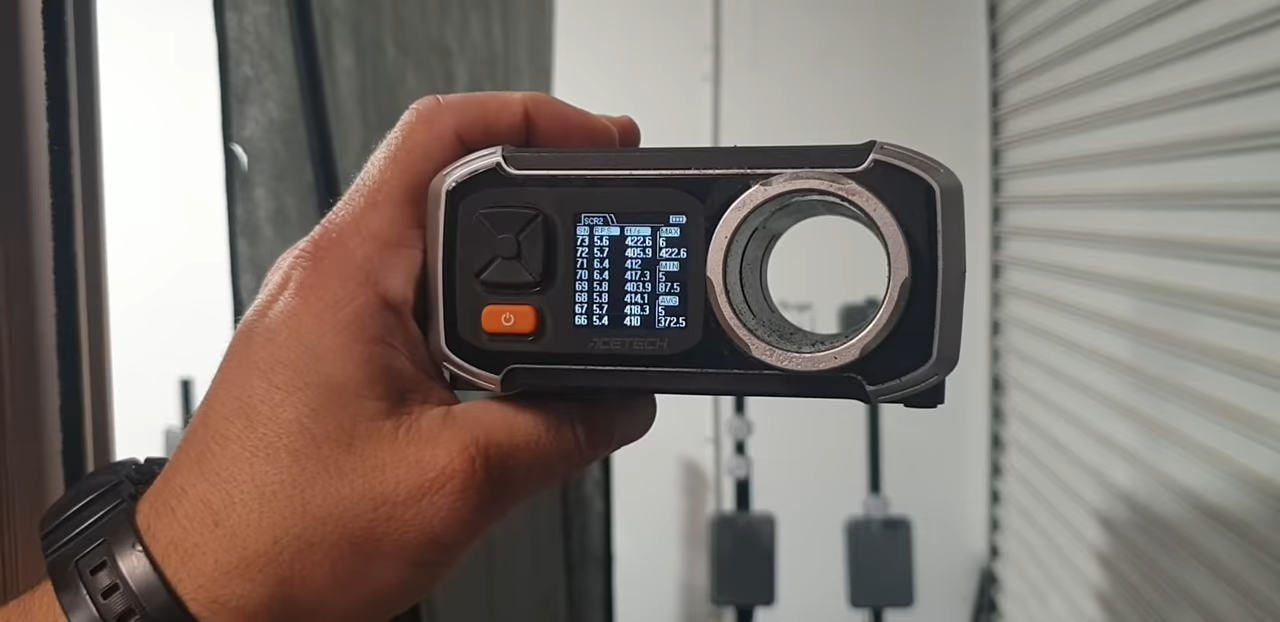 SCR2
SN RPS ft/s MAX
73 5.6 422.6 6
72 5.7 405.9 422.6
71 6.4 412 MIN
70 6.4 417.3 5
69 5.8 403.9 87.5
68 5.8 414.1 AVG
67 5.7 418.3 5
66 5.4 410 372.5
ACETECH